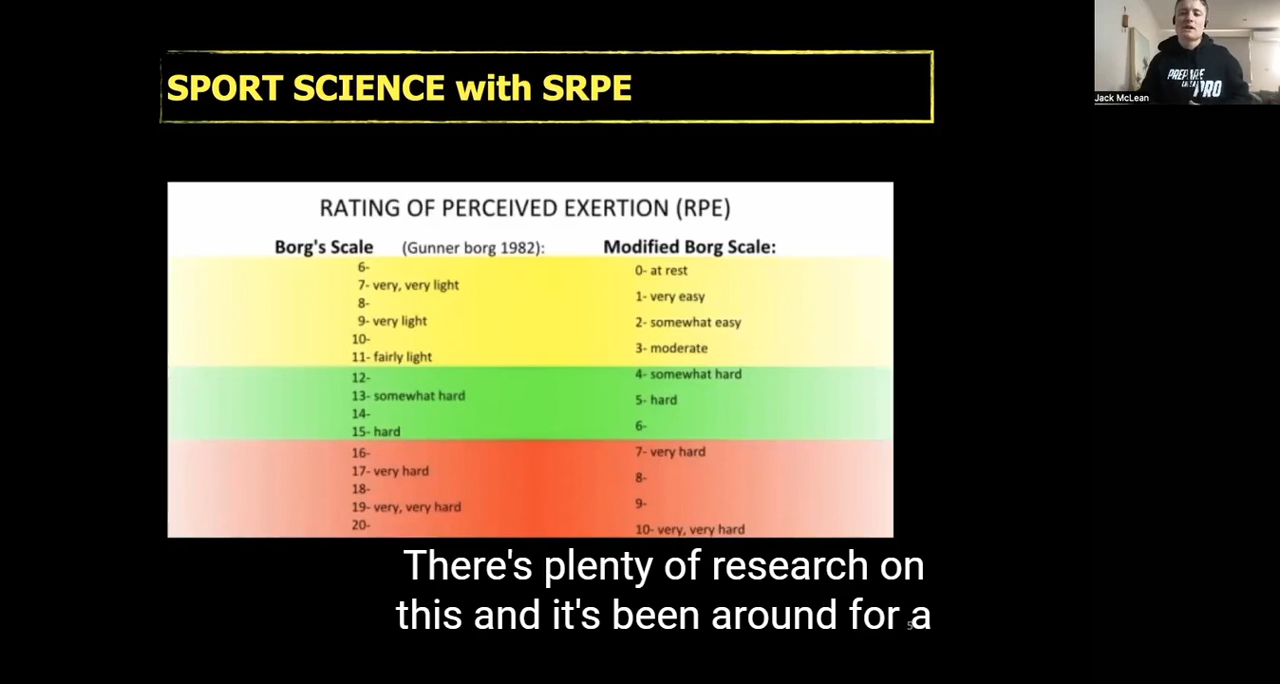 SPORT SCIENCE with SRPE
Jack McLean
PREPARE
LIKE A
PRO
RATING OF PERCEIVED EXERTION (RPE)
Borg's Scale (Gunner borg 1982):
6-
7- very, very light
8-
9- very light
10-
11- fairly light
12-
13- somewhat hard
14-
15- hard
16-
17- very hard
18-
19- very, very hard
20-
Modified Borg Scale:
0- at rest
1- very easy
2- somewhat easy
3- moderate
4- somewhat hard
5- hard
6-
7- very hard
8-
9-
10- very, very hard
There's plenty of research on
this and it's been around for a